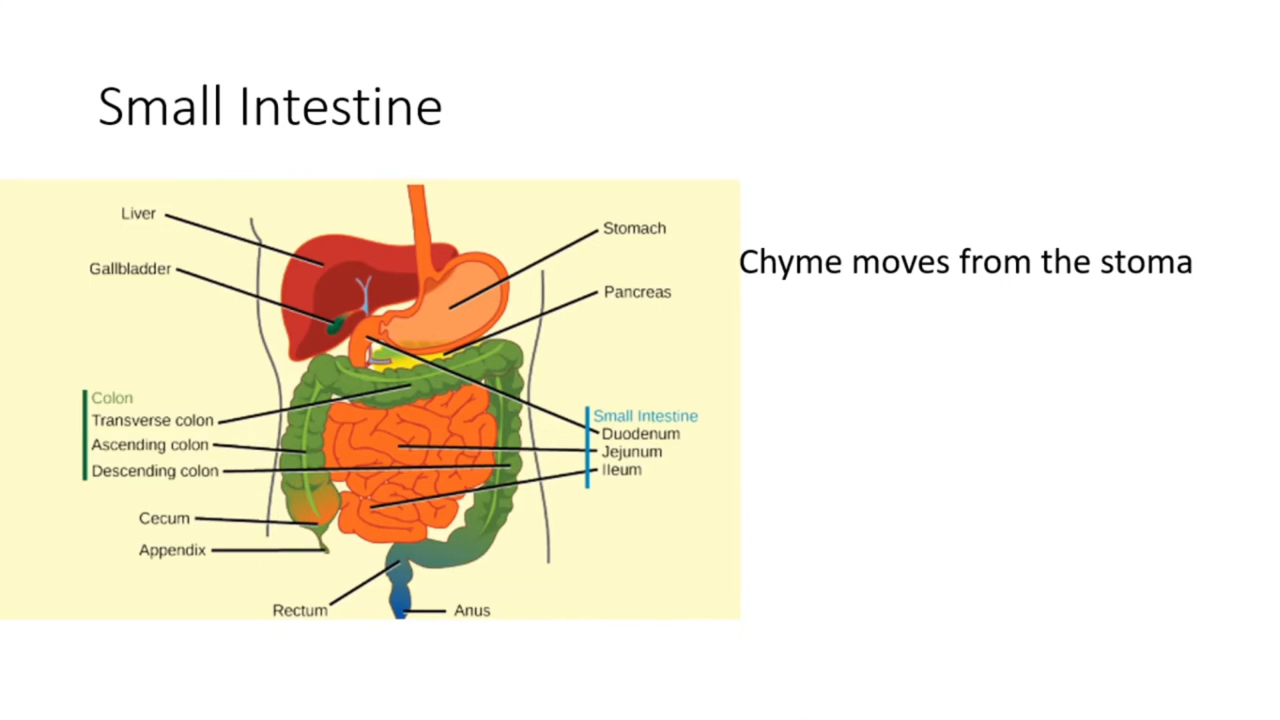 Small Intestine
Liver
Gallbladder
Stomach
Pancreas
Chyme moves from the stoma
Colon
Transverse colon
Ascending colon
Descending colon
Small Intestine
Duodenum
Jejunum
Ileum
Cecum
Appendix
Rectum
Anus